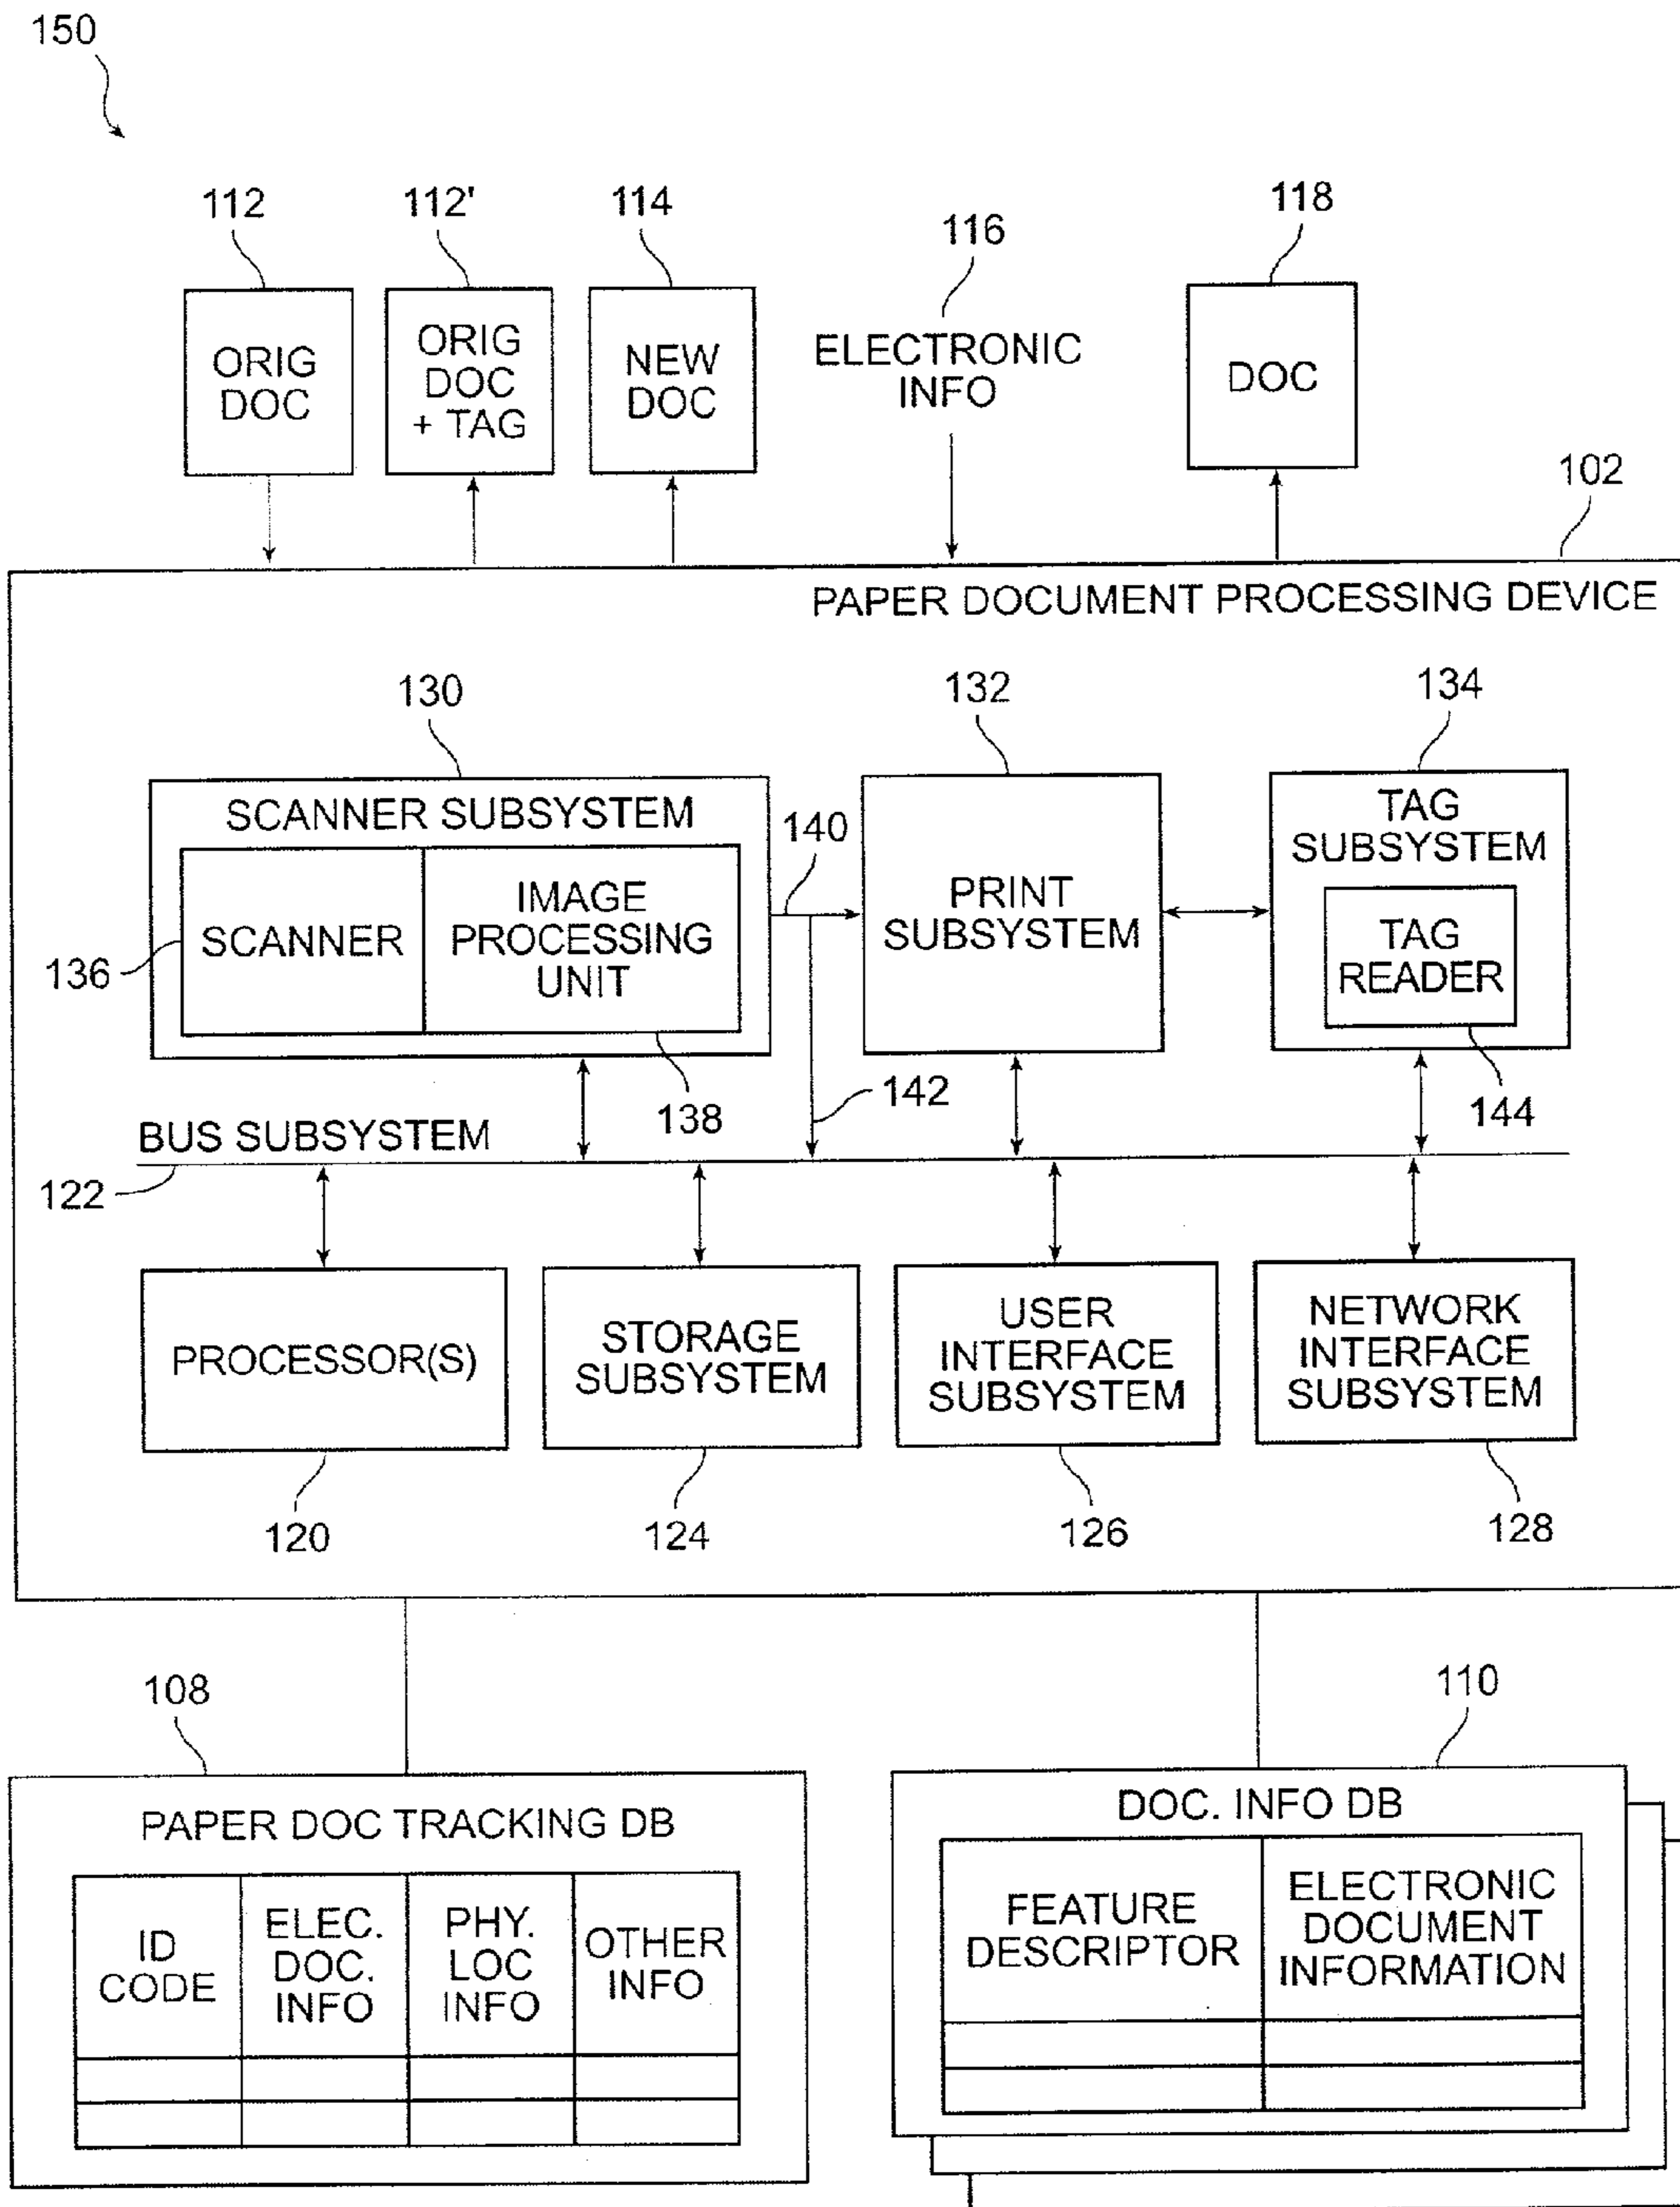 150
112
112'
114
116
118
ORIG
DOC
ORIG
DOC
+ TAG
NEW
DOC
ELECTRONIC
INFO
DOC
102
PAPER DOCUMENT PROCESSING DEVICE
130
132
134
SCANNER SUBSYSTEM
140
SCANNER
IMAGE
PROCESSING
UNIT
136
138
PRINT
SUBSYSTEM
TAG
SUBSYSTEM
TAG
READER
142
144
BUS SUBSYSTEM
122
PROCESSOR(S)
STORAGE
SUBSYSTEM
USER
INTERFACE
SUBSYSTEM
NETWORK
INTERFACE
SUBSYSTEM
120
124
126
128
108
110
PAPER DOC TRACKING DB
ID
CODE
ELEC.
DOC.
INFO
PHY.
LOC
INFO
OTHER
INFO
DOC. INFO DB
FEATURE
DESCRIPTOR
ELECTRONIC
DOCUMENT
INFORMATION